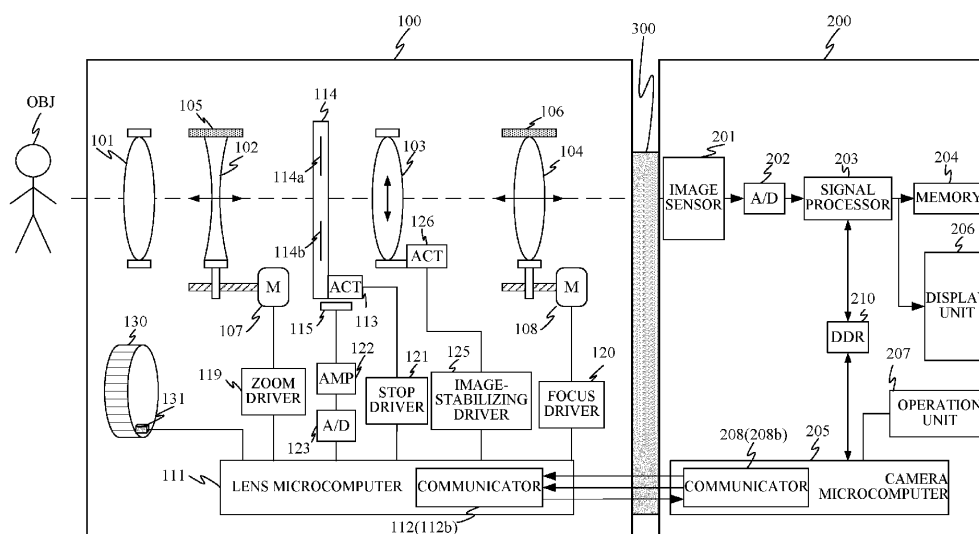 100
300
200
OBJ
105
114
106
101
102
103
104
201
202
203
204
114a
IMAGE SENSOR
A/D
SIGNAL PROCESSOR
MEMORY
206
114b
126
ACT
M
ACT
M
107
115
113
108
210
DISPLAY UNIT
130
122
121
125
120
DDR
207
119
ZOOM DRIVER
AMP
STOP DRIVER
IMAGE-STABILIZING DRIVER
FOCUS DRIVER
OPERATION UNIT
131
123
A/D
208(208b)
205
111
LENS MICROCOMPUTER
COMMUNICATOR
COMMUNICATOR
CAMERA MICROCOMPUTER
112(112b)